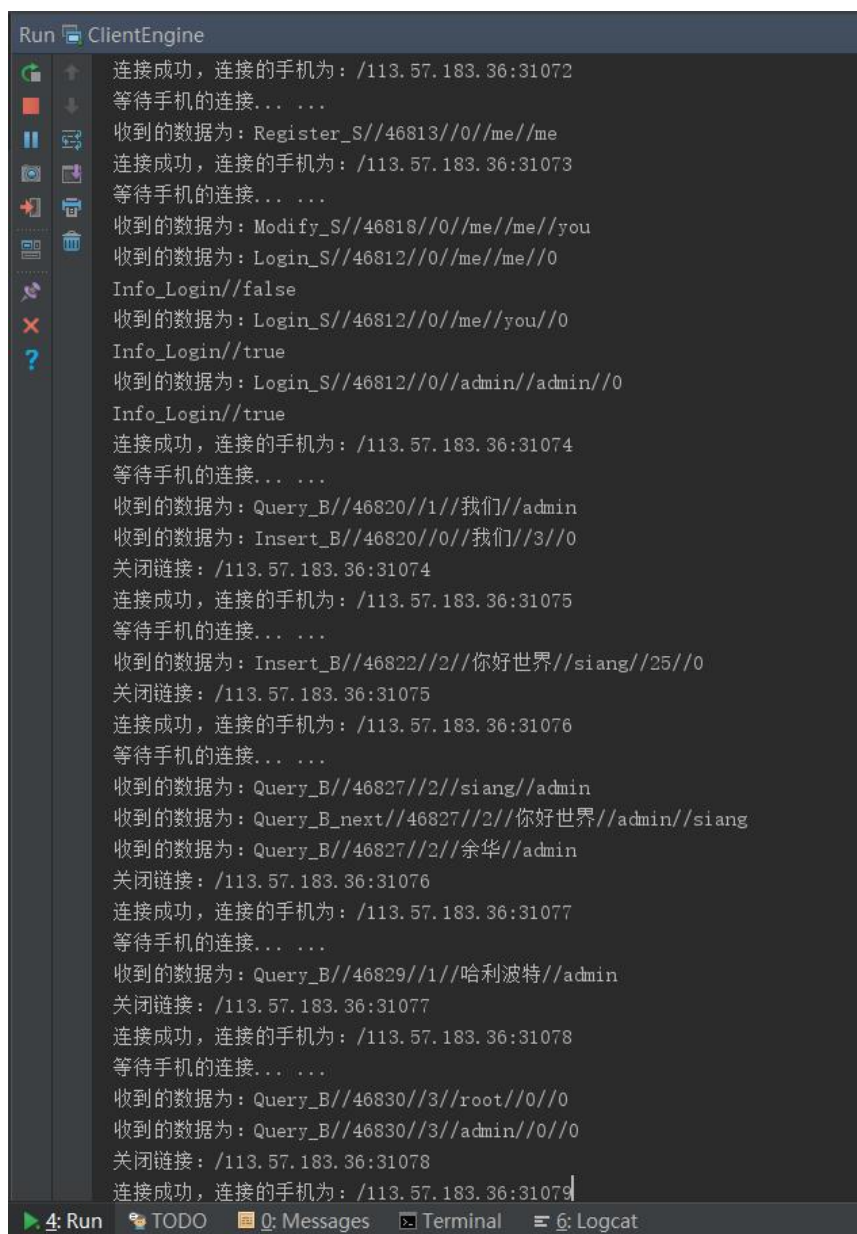 Run ClientEngine
连接成功，连接的手机为：/113.57.183.36:31072
等待手机的连接... ...
收到的数据为：Register_S//46813//0//me//me
连接成功，连接的手机为：/113.57.183.36:31073
等待手机的连接... ...
收到的数据为：Modify_S//46818//0//me//me//you
收到的数据为：Login_S//46812//0//me//me//0
Info_Login//false
收到的数据为：Login_S//46812//0//me//you//0
Info_Login//true
收到的数据为：Login_S//46812//0//admin//admin//0
Info_Login//true
连接成功，连接的手机为：/113.57.183.36:31074
等待手机的连接... ...
收到的数据为：Query_B//46820//1//我们//admin
收到的数据为：Insert_B//46820//0//我们//3//0
关闭链接：/113.57.183.36:31074
连接成功，连接的手机为：/113.57.183.36:31075
等待手机的连接... ...
收到的数据为：Insert_B//46822//2//你好世界//siang//25//0
关闭链接：/113.57.183.36:31075
连接成功，连接的手机为：/113.57.183.36:31076
等待手机的连接... ...
收到的数据为：Query_B//46827//2//siang//admin
收到的数据为：Query_B_next//46827//2//你好世界//admin//siang
收到的数据为：Query_B//46827//2//余华//admin
关闭链接：/113.57.183.36:31076
连接成功，连接的手机为：/113.57.183.36:31077
等待手机的连接... ...
收到的数据为：Query_B//46829//1//哈利波特//admin
关闭链接：/113.57.183.36:31077
连接成功，连接的手机为：/113.57.183.36:31078
等待手机的连接... ...
收到的数据为：Query_B//46830//3//root//0//0
收到的数据为：Query_B//46830//3//admin//0//0
关闭链接：/113.57.183.36:31078
连接成功，连接的手机为：/113.57.183.36:31079
4: Run TODO 0: Messages Terminal 6: Logcat